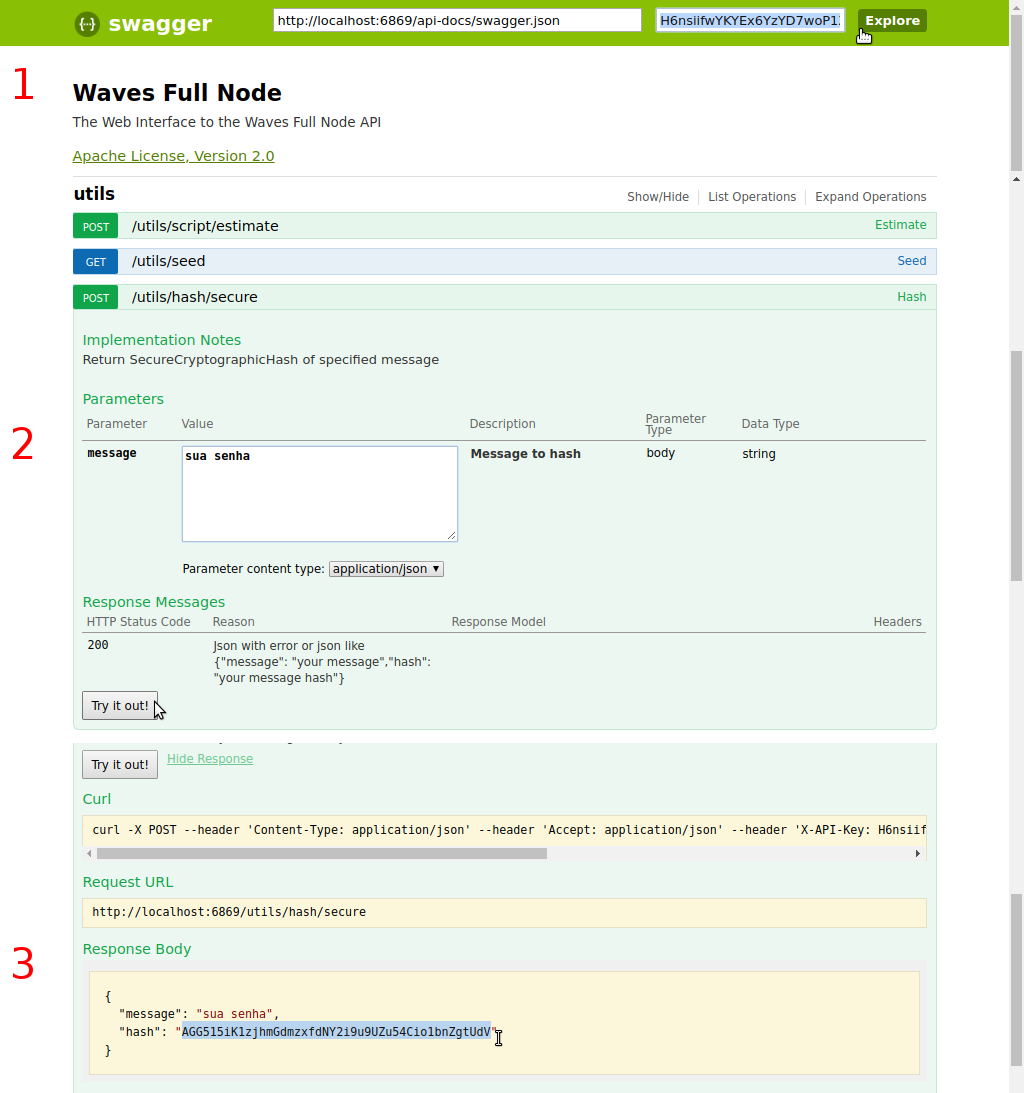 {··} swagger http://localhost:6869/api-docs/swagger.json H6nsiifwYKYEx6YzYD7woP1 Explore
1
Waves Full Node
The Web Interface to the Waves Full Node API
Apache License, Version 2.0
utils Show/Hide List Operations Expand Operations
POST /utils/script/estimate Estimate
GET /utils/seed Seed
POST /utils/hash/secure Hash
Implementation Notes
Return SecureCryptographicHash of specified message
Parameters
Parameter Value Description Parameter Type Data Type
2
message sua senha Message to hash body string
Parameter content type: application/json
Response Messages
HTTP Status Code Reason Response Model Headers
200 Json with error or json like
{"message": "your message","hash":
"your message hash"}
Try it out!
Try it out! Hide Response
Curl
curl -X POST --header 'Content-Type: application/json' --header 'Accept: application/json' --header 'X-API-Key: H6nsiif
Request URL
http://localhost:6869/utils/hash/secure
3
Response Body
{
"message": "sua senha",
"hash": "AGG515iK1zjhmGdmzxfdNY2i9u9UZu54Cio1bnZgtUdV"
}